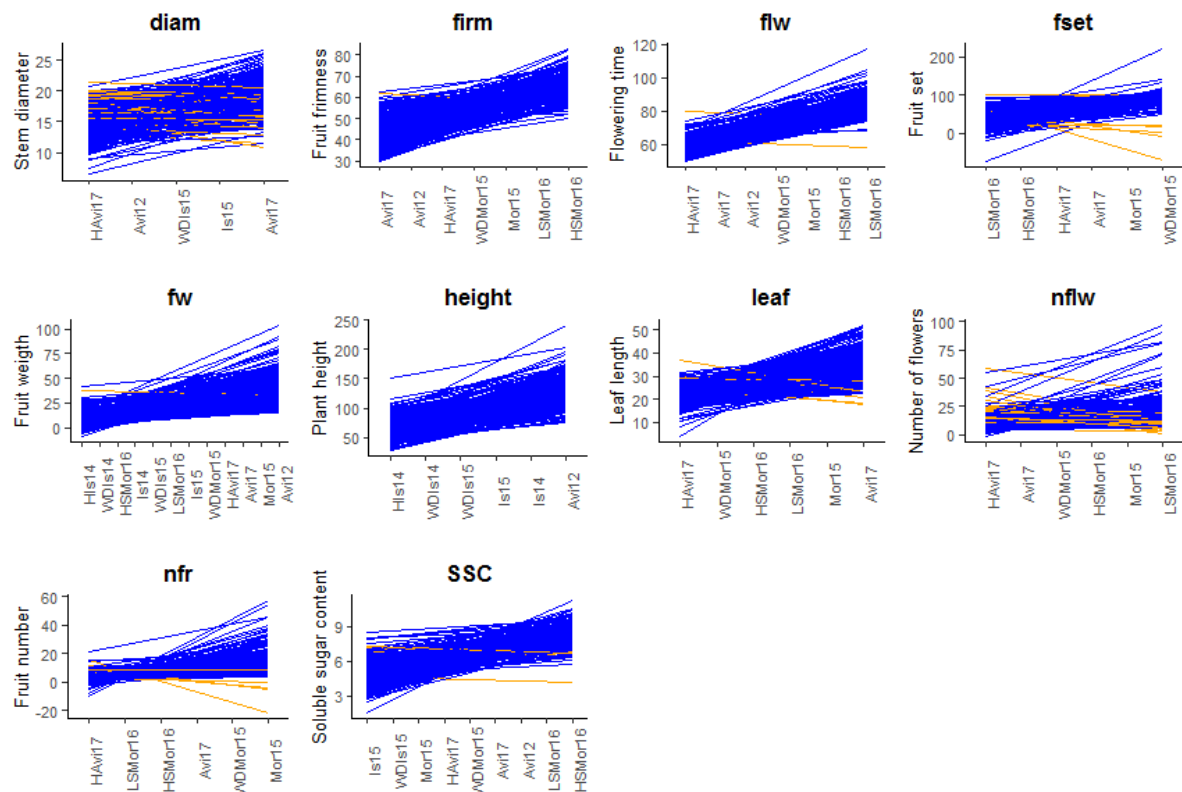 diam
firm
flw
fset
Stem diameter
25
20
15
10
HAvi17
Avi12
WDIs15
Is15
Avi17
Fruit frimness
80
70
60
50
40
30
Avi17
Avi12
HAvi17
WDMor15
Mor15
LSMor16
HSMor16
Flowering time
120
100
80
60
HAvi17
Avi17
Avi12
WDMor15
Mor15
HSMor16
LSMor16
Fruit set
200
100
0
LSMor16
HSMor16
HAvi17
Avi17
Mor15
WDMor15
fw
height
leaf
nflw
Fruit weigth
100
75
50
25
0
HIs14
WDIs14
HSMor16
Is14
WDIs15
LSMor16
Is15
WDMor15
HAvi17
Avi17
Mor15
Avi12
Plant height
250
200
150
100
50
HIs14
WDIs14
WDIs15
Is15
Is14
Avi12
Leaf length
50
40
30
20
10
HAvi17
WDMor15
HSMor16
LSMor16
Mor15
Avi17
Number of flowers
100
75
50
25
0
HAvi17
Avi17
WDMor15
HSMor16
Mor15
LSMor16
nfr
SSC
Fruit number
60
40
20
0
-20
HAvi17
LSMor16
HSMor16
Avi17
WDMor15
Mor15
Soluble sugar content
9
6
3
Is15
WDIs15
Mor15
HAvi17
WDMor15
Avi17
Avi12
LSMor16
HSMor16